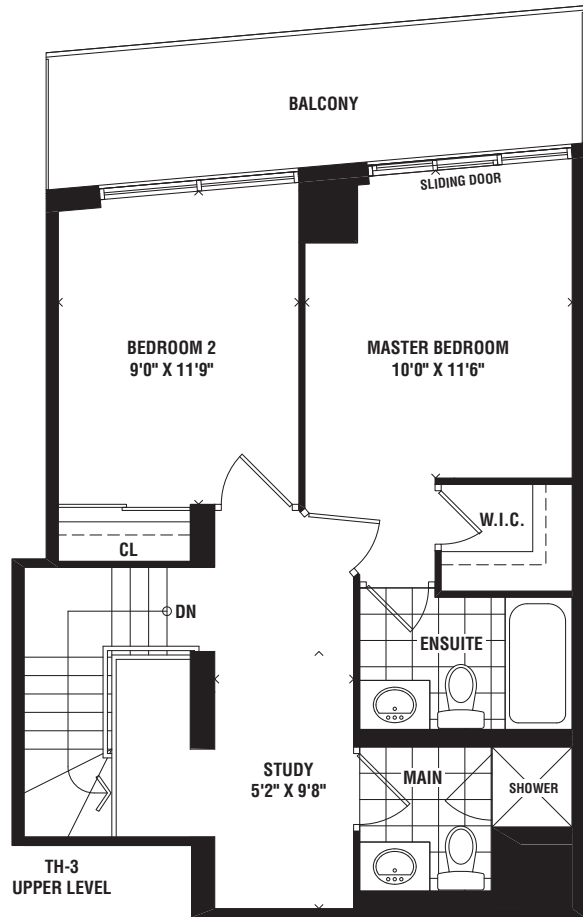 BALCONY
SLIDING DOOR
BEDROOM 2
9'0" X 11'9"
MASTER BEDROOM
10'0" X 11'6"
W.I.C.
CL
DN
ENSUITE
STUDY
5'2" X 9'8"
MAIN
SHOWER
TH-3
UPPER LEVEL